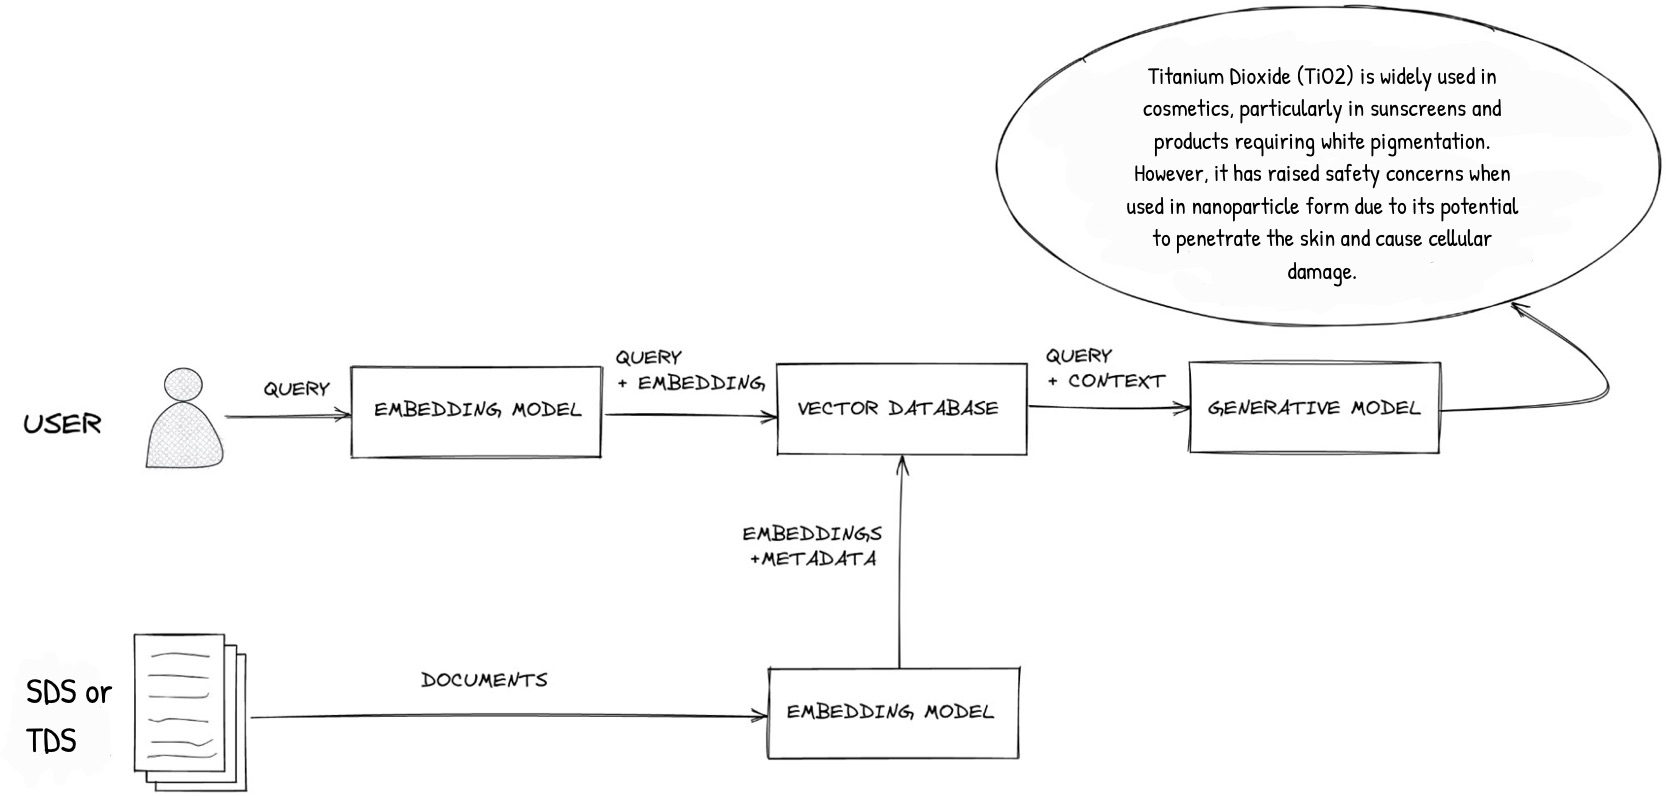 Titanium Dioxide (TiO2) is widely used in
cosmetics, particularly in sunscreens and
products requiring white pigmentation.
However, it has raised safety concerns when
used in nanoparticle form due to its potential
to penetrate the skin and cause cellular
damage.
USER
QUERY
EMBEDDING MODEL
QUERY
+ EMBEDDING
VECTOR DATABASE
QUERY
+ CONTEXT
GENERATIVE MODEL
EMBEDDINGS
+METADATA
SDS or
TDS
DOCUMENTS
EMBEDDING MODEL